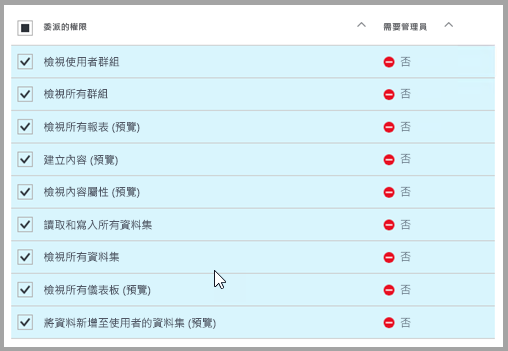 委派的權限 需要管理員
檢視使用者群組 否
檢視所有群組 否
檢視所有報表 (預覽) 否
建立內容 (預覽) 否
檢視內容屬性 (預覽) 否
讀取和寫入所有資料集 否
檢視所有資料集 否
檢視所有儀表板 (預覽) 否
將資料新增至使用者的資料集 (預覽) 否